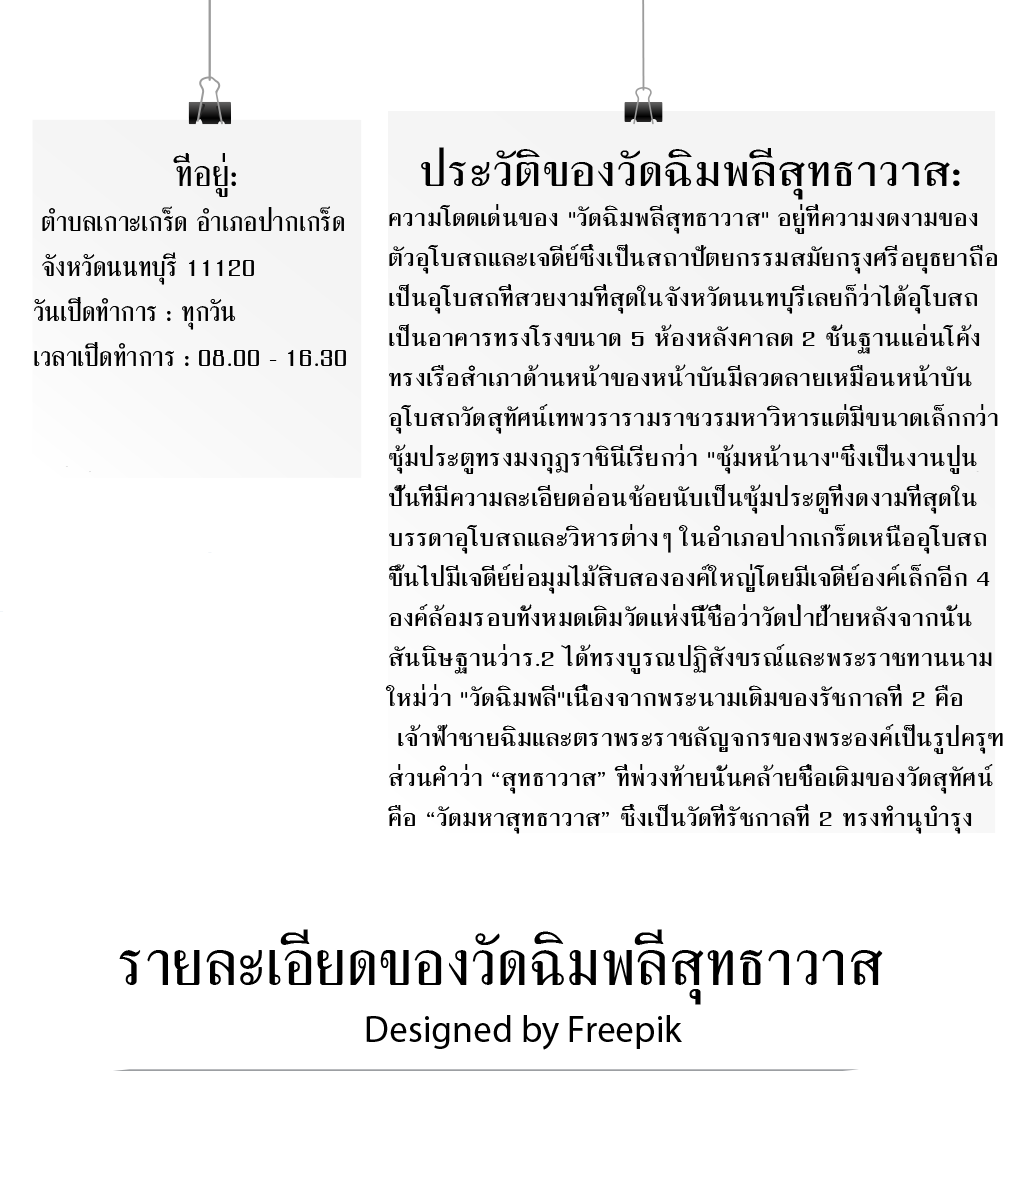 ที่อยู่:
ตำบลเกาะเกร็ด อำเภอปากเกร็ด
จังหวัดนนทบุรี 11120
วันเปิดทำการ : ทุกวัน
เวลาเปิดทำการ : 08.00 - 16.30
ประวัติของวัดฉิมพลีสุทธาวาส:
ความโดดเด่นของ "วัดฉิมพลีสุทธาวาส" อยู่ที่ความงดงามของ
ตัวอุโบสถและเจดีย์ซึ่งเป็นสถาปัตยกรรมสมัยกรุงศรีอยุธยาถือ
เป็นอุโบสถที่สวยงามที่สุดในจังหวัดนนทบุรีเลยก็ว่าได้อุโบสถ
เป็นอาคารทรงโรงขนาด 5 ห้องหลังคาลด 2 ชั้นฐานแอ่นโค้ง
ทรงเรือสำเภาด้านหน้าของหน้าบันมีลวดลายเหมือนหน้าบัน
อุโบสถวัดสุทัศน์เทพวรารามราชวรมหาวิหารแต่มีขนาดเล็กกว่า
ซุ้มประตูทรงมงกุฎราชินีเรียกว่า "ซุ้มหน้านาง"ซึ่งเป็นงานปูน
ปั้นที่มีความละเอียดอ่อนช้อยนับเป็นซุ้มประตูที่งดงามที่สุดใน
บรรดาอุโบสถและวิหารต่างๆ ในอำเภอปากเกร็ดเหนืออุโบสถ
ขึ้นไปมีเจดีย์ย่อมุมไม้สิบสององค์ใหญ่โดยมีเจดีย์องค์เล็กอีก 4
องค์ล้อมรอบทั้งหมดเดิมวัดแห่งนี้ชื่อว่าวัดป่าฝ้ายหลังจากนั้น
สันนิษฐานว่าร.2 ได้ทรงบูรณปฏิสังขรณ์และพระราชทานนาม
ใหม่ว่า "วัดฉิมพลี"เนื่องจากพระนามเดิมของรัชกาลที่ 2 คือ
เจ้าฟ้าชายฉิมและตราพระราชลัญจกรของพระองค์เป็นรูปครุฑ
ส่วนคำว่า “สุทธาวาส” ที่พ่วงท้ายนั้นคล้ายชื่อเดิมของวัดสุทัศน์
คือ “วัดมหาสุทธาวาส” ซึ่งเป็นวัดที่รัชกาลที่ 2 ทรงทำนุบำรุง
รายละเอียดของวัดฉิมพลีสุทธาวาส
Designed by Freepik